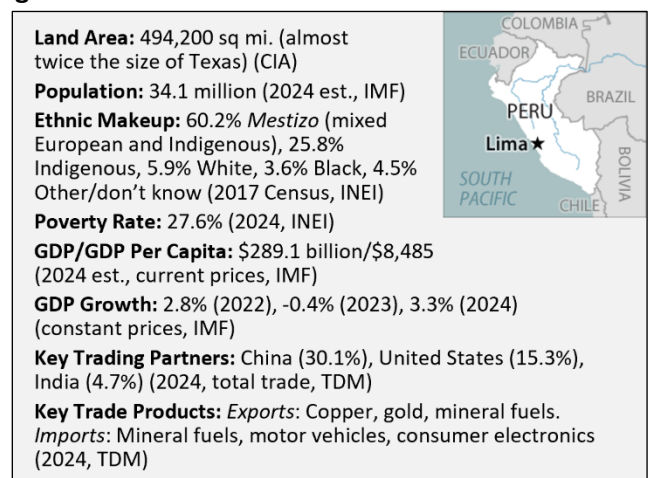 Land Area: 494,200 sq mi. (almost
twice the size of Texas) (CIA)
Population: 34.1 million (2024 est., IMF)
Ethnic Makeup: 60.2% Mestizo (mixed
European and Indigenous), 25.8%
Indigenous, 5.9% White, 3.6% Black, 4.5%
Other/don’t know (2017 Census, INEI)
Poverty Rate: 27.6% (2024, INEI)
GDP/GDP Per Capita: $289.1 billion/$8,485
(2024 est., current prices, IMF)
GDP Growth: 2.8% (2022), -0.4% (2023), 3.3% (2024)
(constant prices, IMF)
Key Trading Partners: China (30.1%), United States (15.3%),
India (4.7%) (2024, total trade, TDM)
Key Trade Products: Exports: Copper, gold, mineral fuels.
Imports: Mineral fuels, motor vehicles, consumer electronics
(2024, TDM)
COLOMBIA
ECUADOR
BRAZIL
PERU
Lima
BOLIVIA
SOUTH
PACIFIC
CHILE